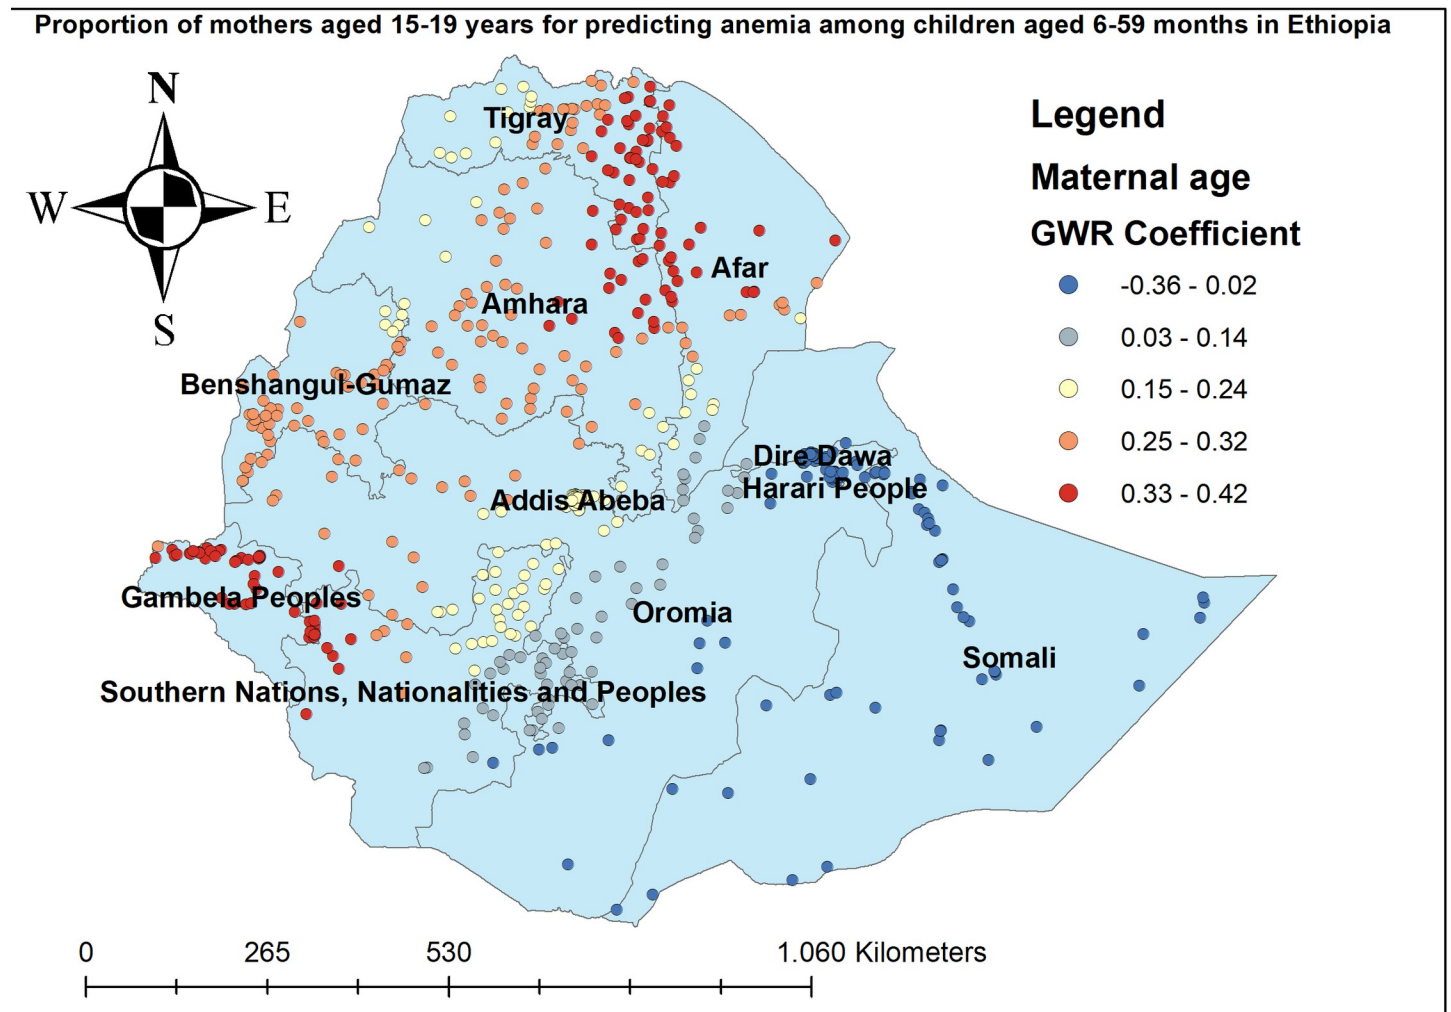 Proportion of mothers aged 15-19 years for predicting anemia among children aged 6-59 months in Ethiopia
N
W
E
S
Legend
Maternal age
GWR Coefficient
-0.36 - 0.02
0.03 - 0.14
0.15 - 0.24
0.25 - 0.32
0.33 - 0.42
Tigray
Afar
Amhara
Benshangul-Gumaz
Dire Dawa
Harari People
Addis Abeba
Gambela Peoples
Oromia
Somali
Southern Nations, Nationalities and Peoples
0 265 530 1.060 Kilometers